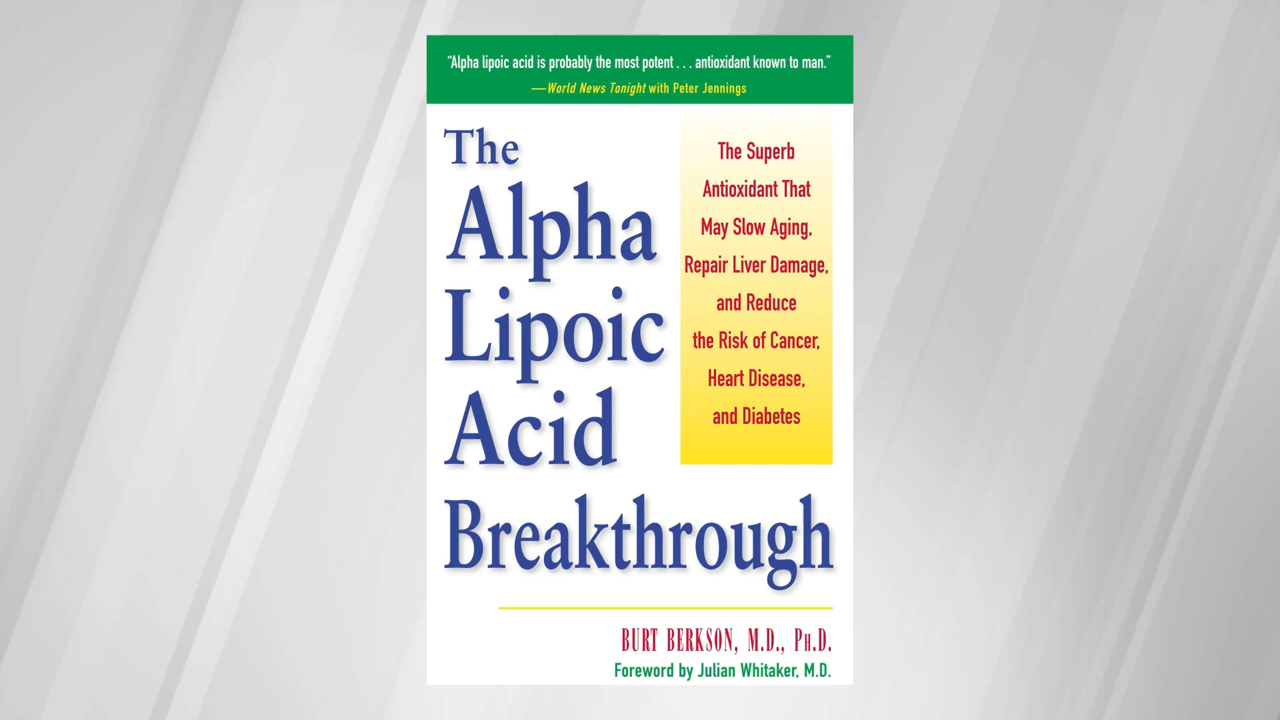 “Alpha lipoic acid is probably the most potent . . . antioxidant known to man.”
—World News Tonight with Peter Jennings
The
Alpha
Lipoic
Acid
Breakthrough
The Superb
Antioxidant That
May Slow Aging,
Repair Liver Damage,
and Reduce
the Risk of Cancer,
Heart Disease,
and Diabetes
BURT BERKSON, M.D., PH.D.
Foreword by Julian Whitaker, M.D.